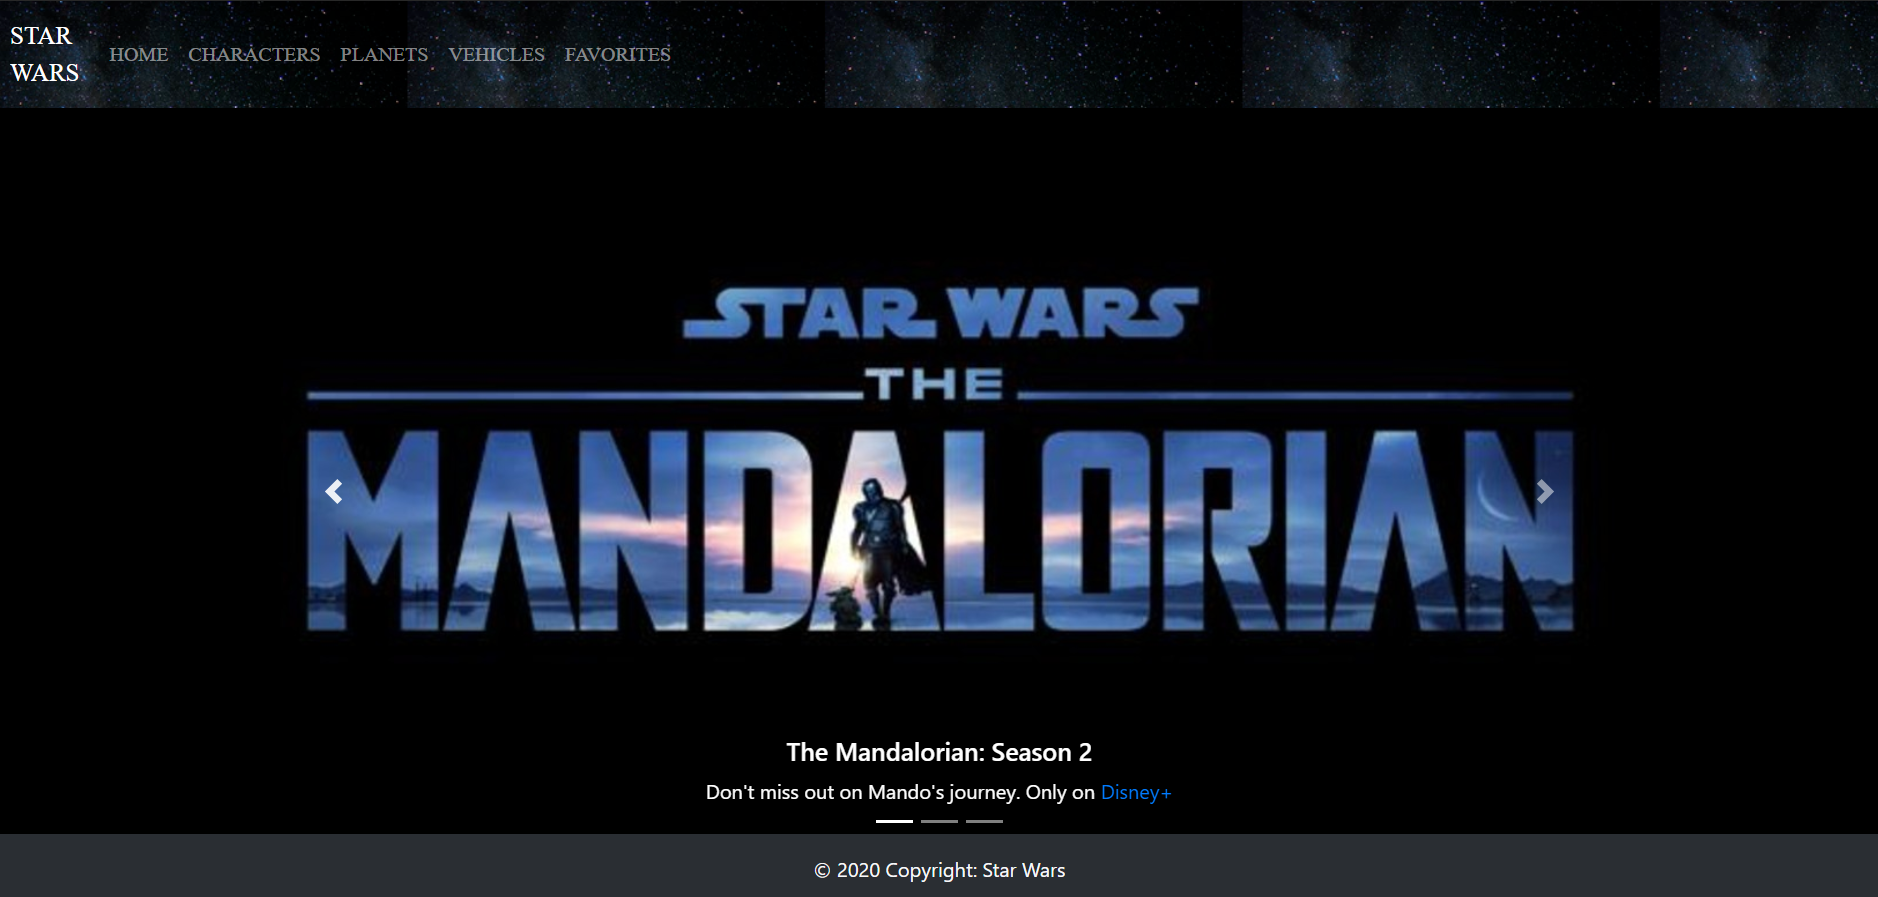 STAR
WARS
HOME CHARACTERS PLANETS VEHICLES FAVORITES
STAR WARS
THE
MANDALORIAN
The Mandalorian: Season 2
Don't miss out on Mando's journey. Only on Disney+
© 2020 Copyright: Star Wars